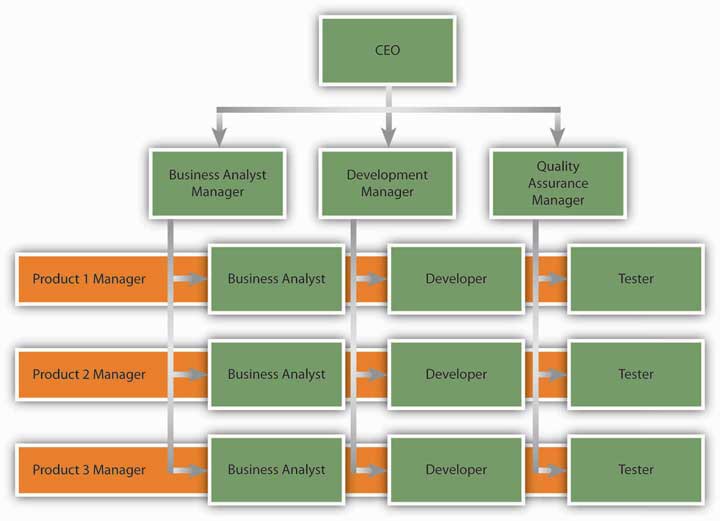 CEO
Business Analyst
Manager
Development
Manager
Quality
Assurance
Manager
Product 1 Manager
Business Analyst
Developer
Tester
Product 2 Manager
Business Analyst
Developer
Tester
Product 3 Manager
Business Analyst
Developer
Tester